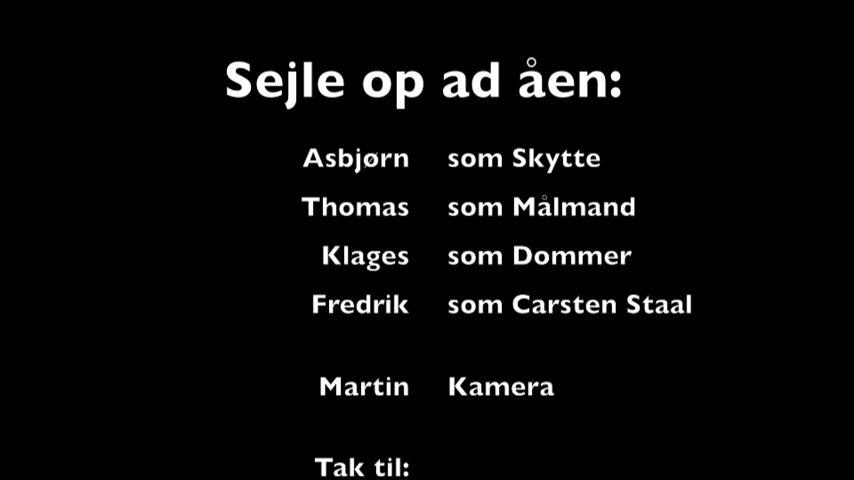 Sejle op ad åen:
Asbjørn som Skytte
Thomas som Målmand
Klages som Dommer
Fredrik som Carsten Staal
Martin Kamera
Tak til: